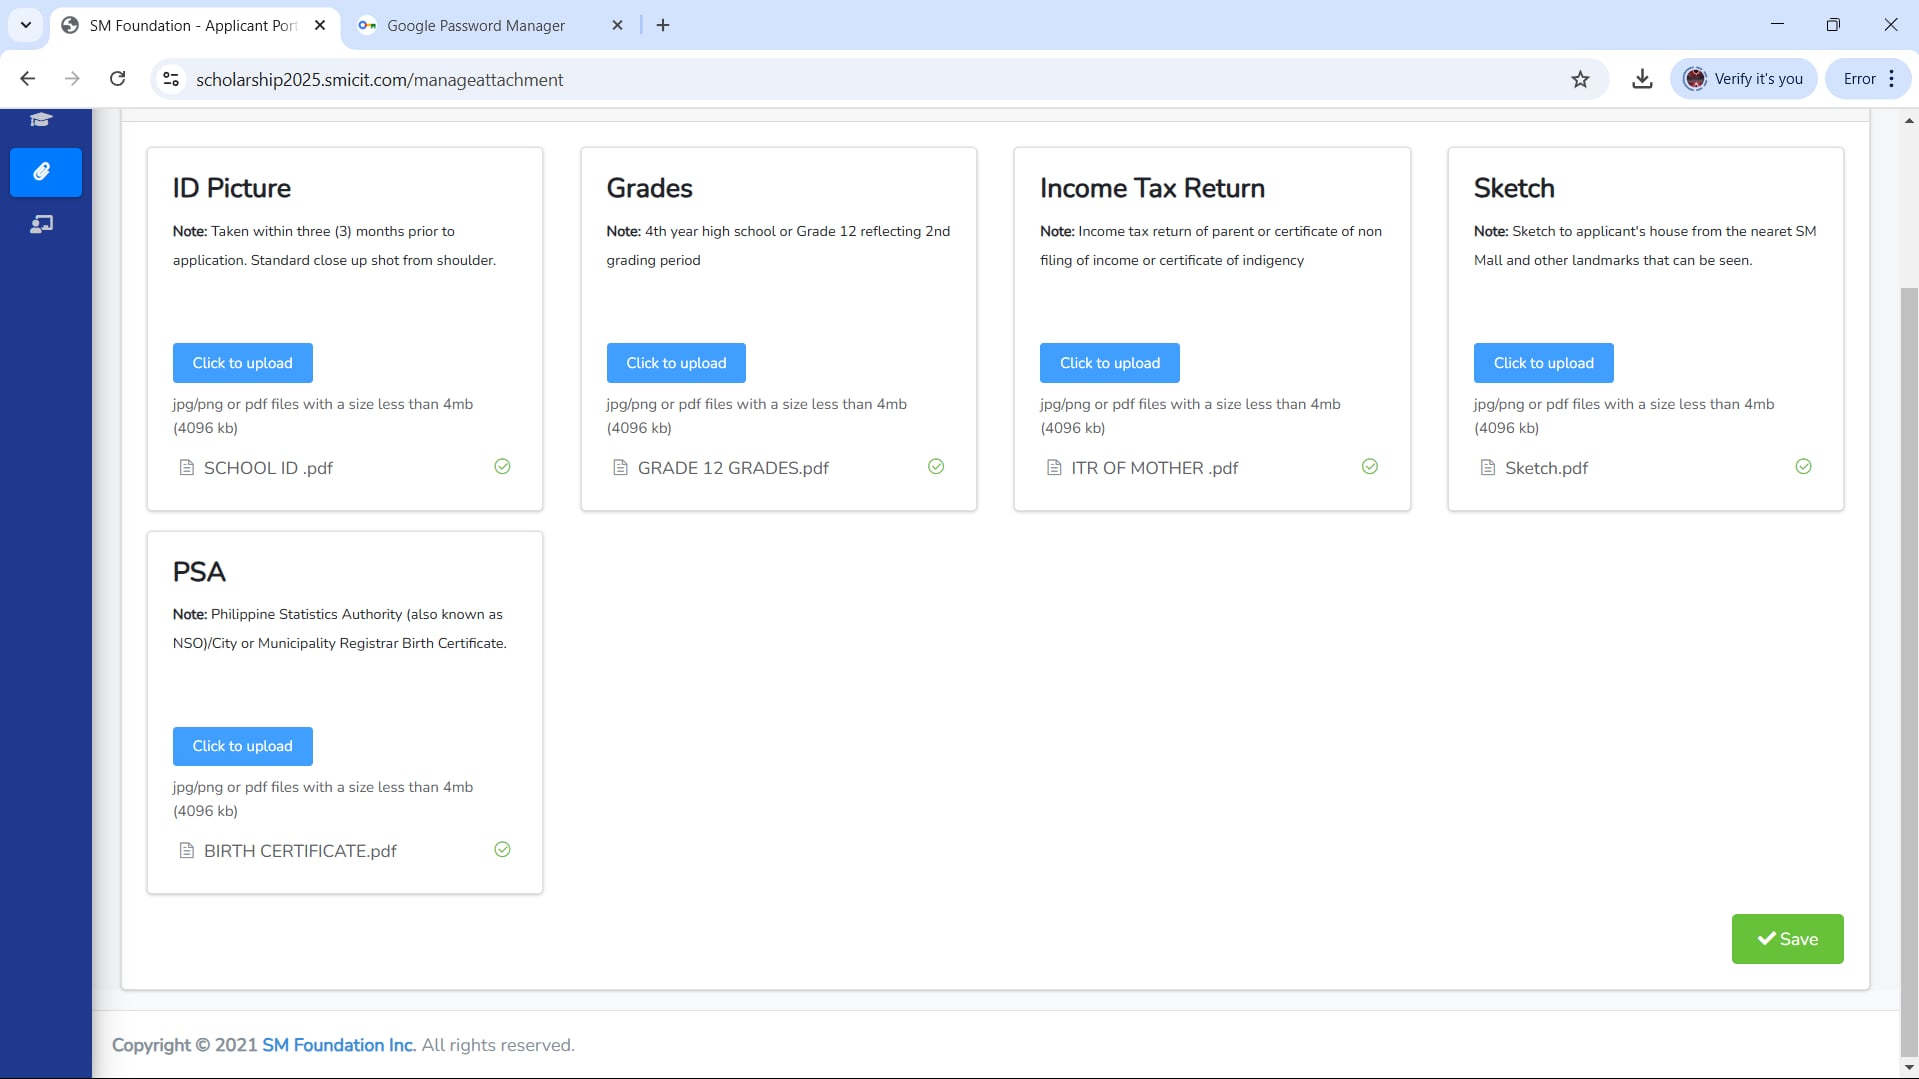 SM Foundation - Applicant Port
Google Password Manager
scholarship2025.smicit.com/manageattachment
Verify it's you
Error
ID Picture
Note: Taken within three (3) months prior to
application. Standard close up shot from shoulder.
Click to upload
jpg/png or pdf files with a size less than 4mb
(4096 kb)
SCHOOL ID .pdf
Grades
Note: 4th year high school or Grade 12 reflecting 2nd
grading period
Click to upload
jpg/png or pdf files with a size less than 4mb
(4096 kb)
GRADE 12 GRADES.pdf
Income Tax Return
Note: Income tax return of parent or certificate of non
filing of income or certificate of indigency
Click to upload
jpg/png or pdf files with a size less than 4mb
(4096 kb)
ITR OF MOTHER .pdf
Sketch
Note: Sketch to applicant's house from the nearet SM
Mall and other landmarks that can be seen.
Click to upload
jpg/png or pdf files with a size less than 4mb
(4096 kb)
Sketch.pdf
PSA
Note: Philippine Statistics Authority (also known as
NSO)/City or Municipality Registrar Birth Certificate.
Click to upload
jpg/png or pdf files with a size less than 4mb
(4096 kb)
BIRTH CERTIFICATE.pdf
Save
Copyright © 2021 SM Foundation Inc. All rights reserved.